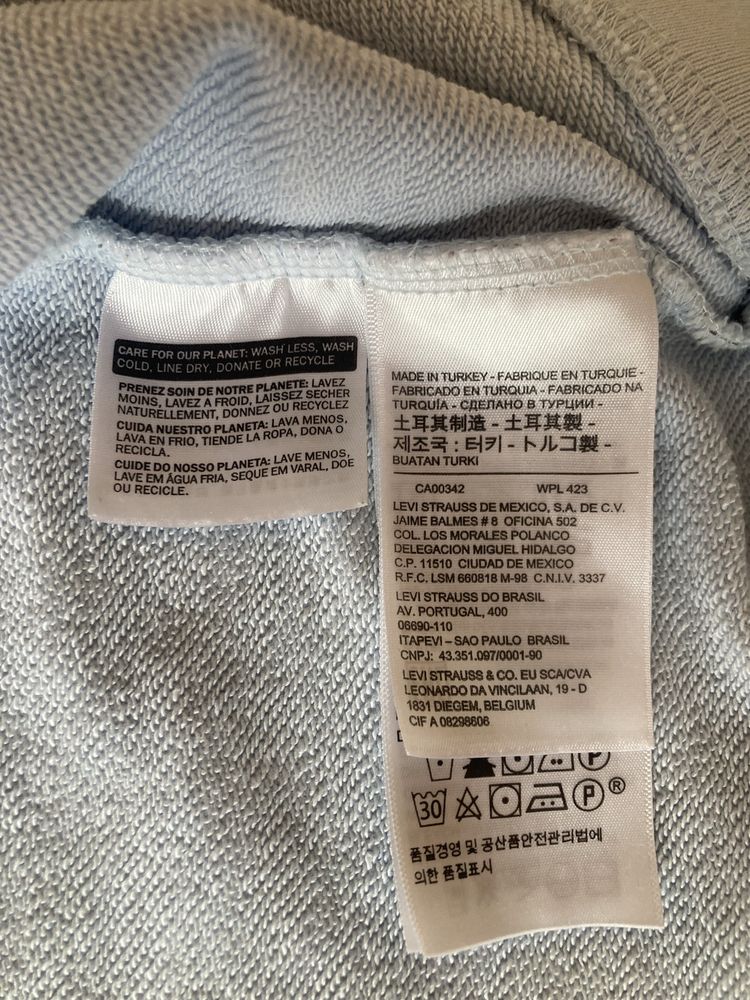 CARE FOR OUR PLANET: WASH LESS, WASH
COLD, LINE DRY, DONATE OR RECYCLE
PRENEZ SOIN DE NOTRE PLANETE: LAVEZ
MOINS, LAVEZ A FROID, LAISSEZ SECHER
NATURELLEMENT, DONNEZ OU RECYCLEZ
CUIDA NUESTRO PLANETA: LAVA MENOS,
LAVA EN FRIO, TIENDE LA ROPA, DONA O
RECICLA.
CUIDE DO NOSSO PLANETA: LAVE MENOS,
LAVE EM ÁGUA FRIA, SEQUE EM VARAL, DOE
OU RECICLE.
MADE IN TURKEY - FABRIQUE EN TURQUIE -
FABRICADO EN TURQUIA - FABRICADO NA
TURQUÍA - СДЕЛАНО В ТУРЦИИ -
土耳其制造 - 土耳其製 -
제조국 : 터키 - トルコ製 -
BUATAN TURKI
CA00342 WPL 423
LEVI STRAUSS DE MEXICO, S.A. DE C.V.
JAIME BALMES # 8 OFICINA 502
COL. LOS MORALES POLANCO
DELEGACION MIGUEL HIDALGO
C.P. 11510 CIUDAD DE MEXICO
R.F.C. LSM 660818 M-98 C.N.I.V. 3337
LEVI STRAUSS DO BRASIL
AV. PORTUGAL, 400
06690-110
ITAPEVI – SAO PAULO BRASIL
CNPJ: 43.351.097/0001-90
LEVI STRAUSS & CO. EU SCA/CVA
LEONARDO DA VINCILAAN, 19 - D
1831 DIEGEM, BELGIUM
CIF A 08298606
P
30 P ®
품질경영 및 공산품안전관리법에
의한 품질표시